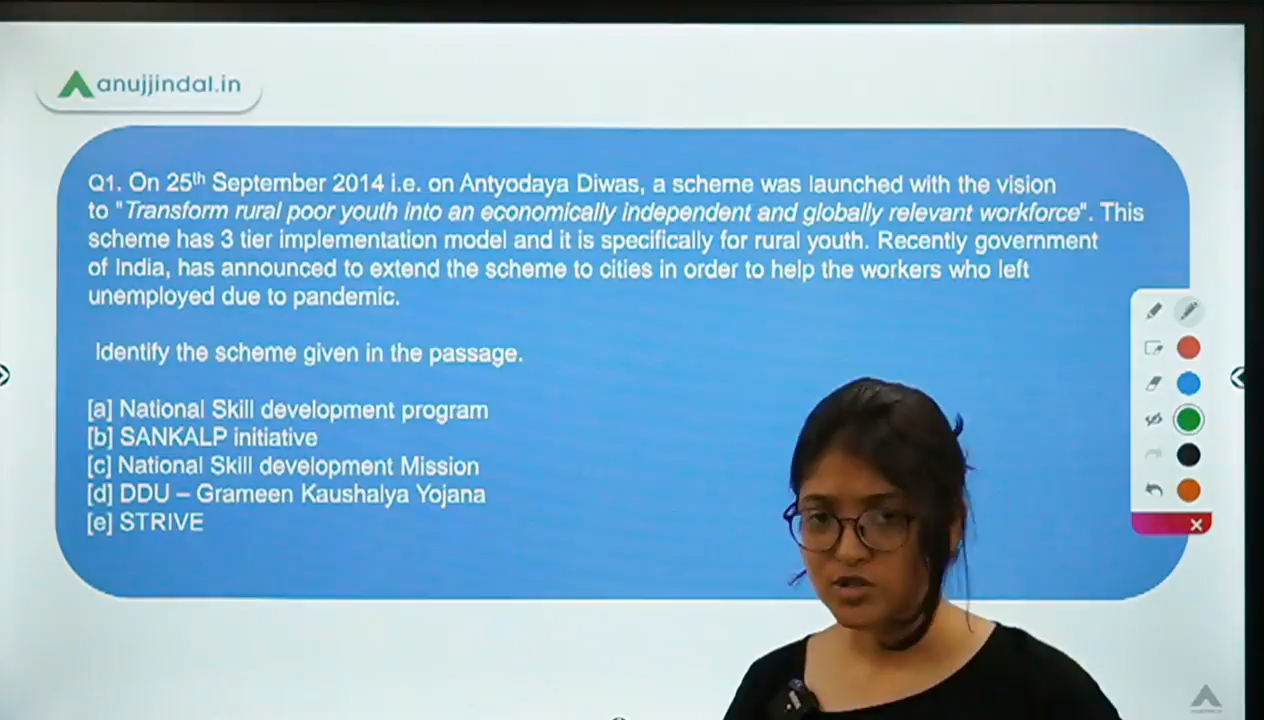 anujjindal.in
Q1. On 25th September 2014 i.e. on Antyodaya Diwas, a scheme was launched with the vision
to "Transform rural poor youth into an economically independent and globally relevant workforce". This
scheme has 3 tier implementation model and it is specifically for rural youth. Recently government
of India, has announced to extend the scheme to cities in order to help the workers who left
unemployed due to pandemic.
Identify the scheme given in the passage.
[a] National Skill development program
[b] SANKALP initiative
[c] National Skill development Mission
[d] DDU – Grameen Kaushalya Yojana
[e] STRIVE